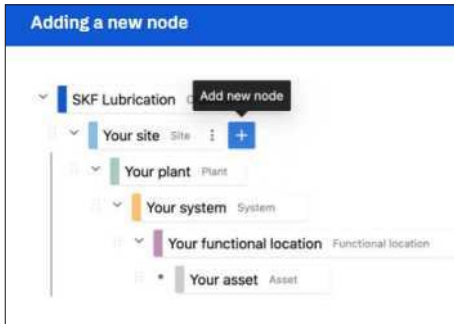 Adding a new node
SKF Lubrication
Add new node
Your site Site
Your plant Plant
Your system System
Your functional location Functional location
Your asset Asset